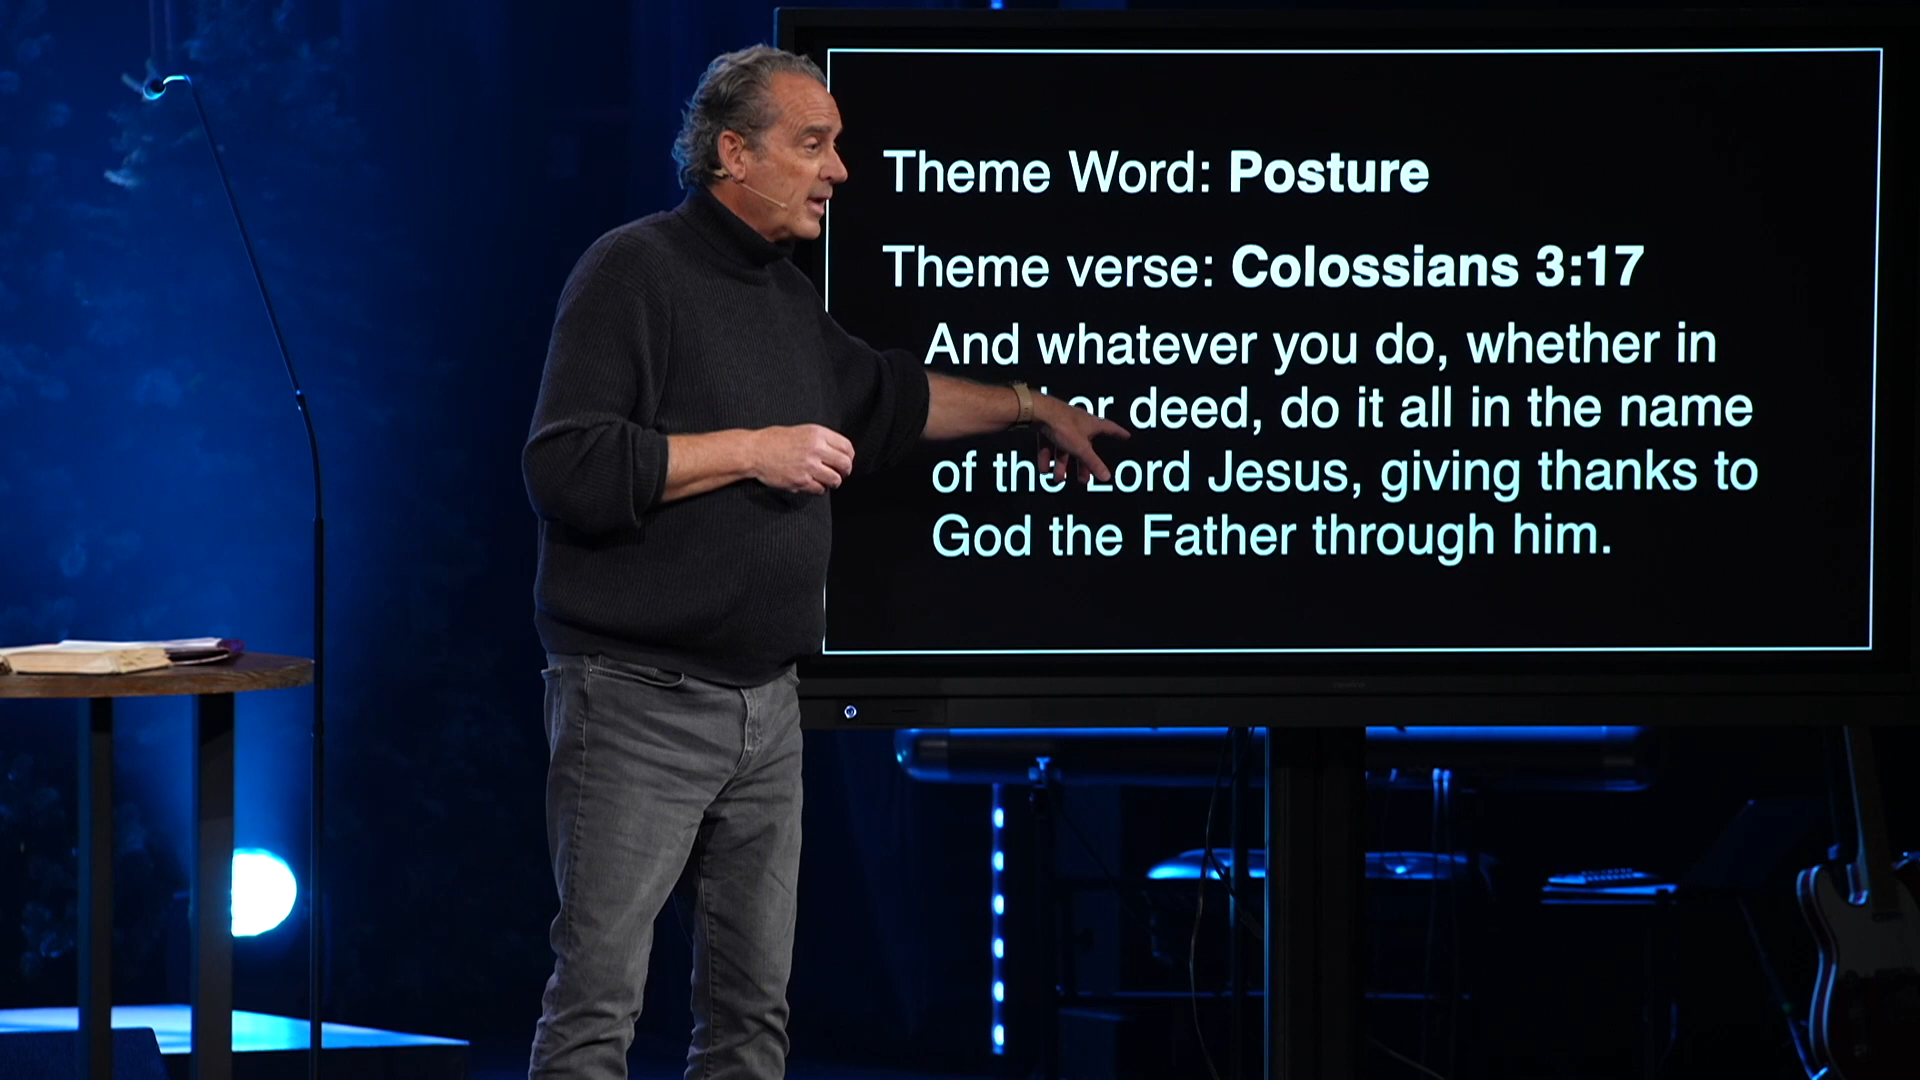 Theme Word: Posture
Theme verse: Colossians 3:17
And whatever you do, whether in
or deed, do it all in the name
of the Lord Jesus, giving thanks to
God the Father through him.